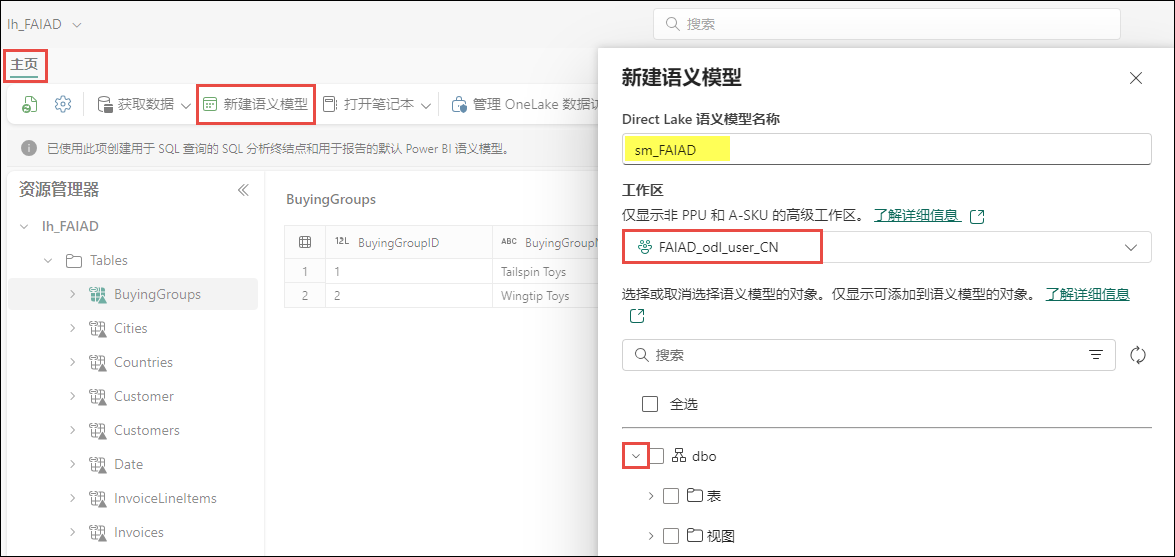 lh_FAIAD
搜索
主页
获取数据
新建语义模型
打开笔记本
管理 OneLake 数据访
已使用此项创建用于 SQL 查询的 SQL 分析终结点和用于报告的默认 Power BI 语义模型。
资源管理器
lh_FAIAD
Tables
BuyingGroups
Cities
Countries
Customer
Customers
Date
InvoiceLineItems
Invoices
BuyingGroups
12L BuyingGroupID ABC BuyingGroupN
1 1 Tailspin Toys
2 2 Wingtip Toys
新建语义模型
Direct Lake 语义模型名称
sm_FAIAD
工作区
仅显示非 PPU 和 A-SKU 的高级工作区。 了解详细信息
FAIAD_odl_user_CN
选择或取消选择语义模型的对象。仅显示可添加到语义模型的对象。 了解详细信息
搜索
全选
dbo
表
视图